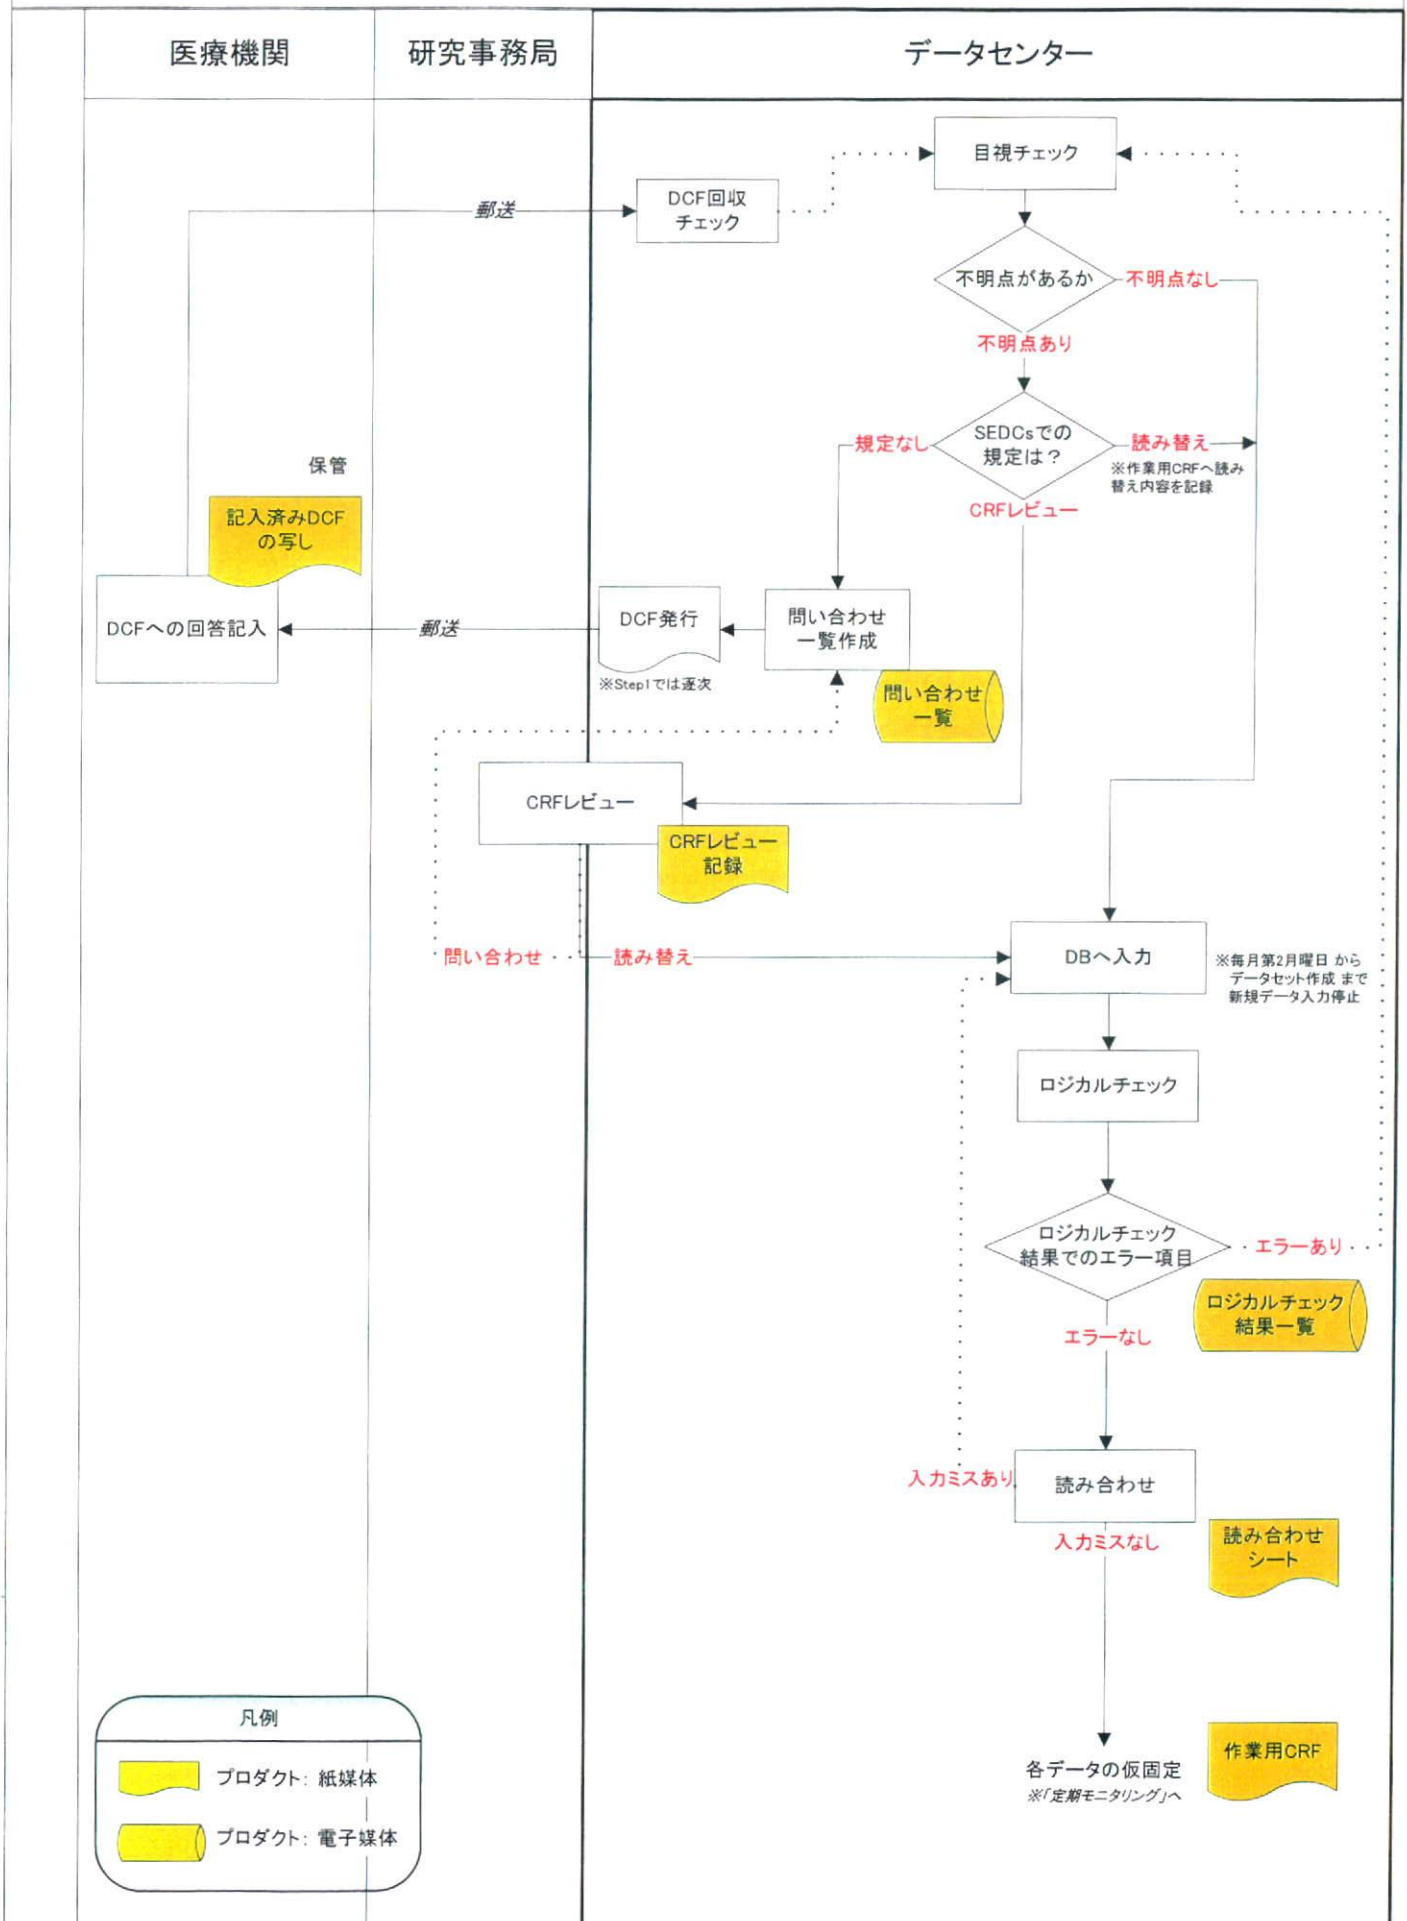 医療機関
研究事務局
データセンター
目視チェック
DCF回収
チェック
郵送
不明点があるか
不明点なし
不明点あり
SEDCsでの
規定は?
規定なし
読み替え
※作業用CRFへ読み
替え内容を記録
CRFレビュー
保管
記入済みDCF
の写し
DCFへの回答記入
郵送
DCF発行
※Step1では逐次
問い合わせ
一覧作成
問い合わせ
一覧
CRFレビュー
CRFレビュー
記録
問い合わせ
読み替え
DBへ入力
※毎月第2月曜日 から
データセット作成 まで
新規データ入力停止
ロジカルチェック
ロジカルチェック
結果でのエラー項目
エラーあり
ロジカルチェック
結果一覧
エラーなし
入力ミスあり
読み合わせ
入力ミスなし
読み合わせ
シート
各データの仮固定
※「定期モニタリング」へ
作業用CRF
凡例
プロダクト: 紙媒体
プロダクト: 電子媒体